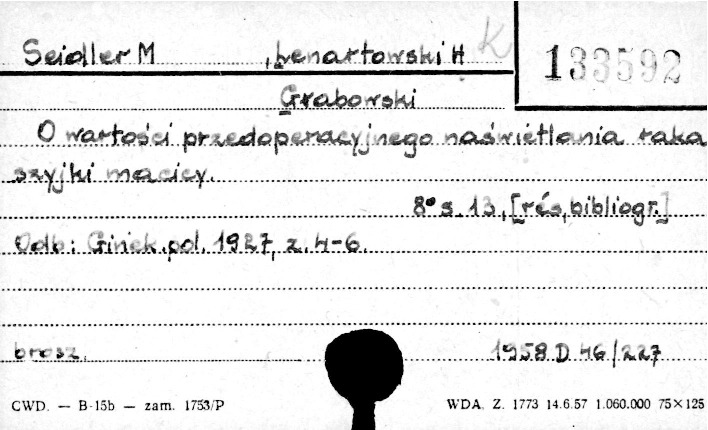 Seidler M , Lenartowski H K 133592
Grabowski
O wartości przedoperacyjnego naświetlania raka
szyjki macicy.
8° s. 13, [rés, bibliogr.]
Odb: Ginek. pol. 1927, z. 4-6.
brosz. 1958 D 46/227
CWD. — B-15b — zam. 1753/P WDA. Z. 1773 14.6.57 1.060.000 75×125